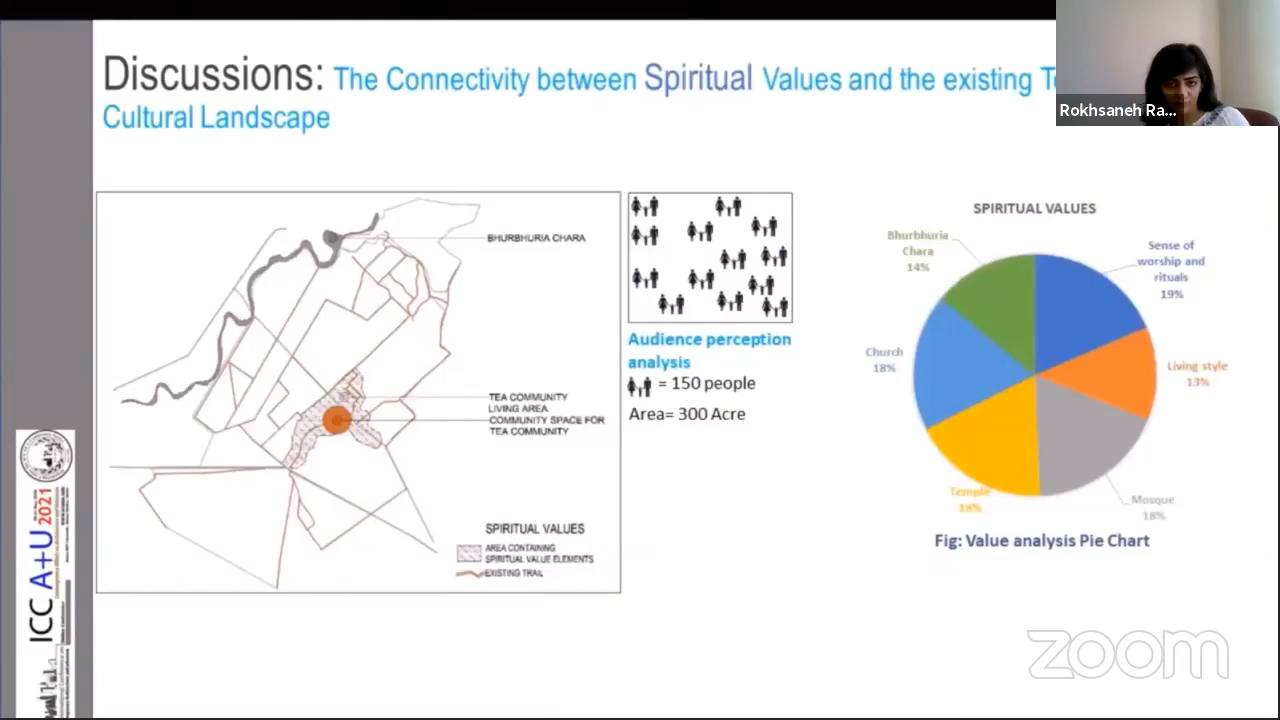 Discussions: The Connectivity between Spiritual Values and the existing
Cultural Landscape
Rokhsaneh Ra...
BHURBHURIA CHARA
TEA COMMUNITY
LIVING AREA
COMMUNITY SPACE FOR
TEA COMMUNITY
SPIRITUAL VALUES
AREA CONTAINING
SPIRITUAL VALUE ELEMENTS
EXISTING TRAIL
Audience perception
analysis
= 150 people
Area= 300 Acre
SPIRITUAL VALUES
Bhurbhuria
Chara
14%
Sense of
worship and
rituals
19%
Church
18%
Living style
13%
Temple
18%
Mosque
18%
Fig: Value analysis Pie Chart
ICC A+U 2021
zoom